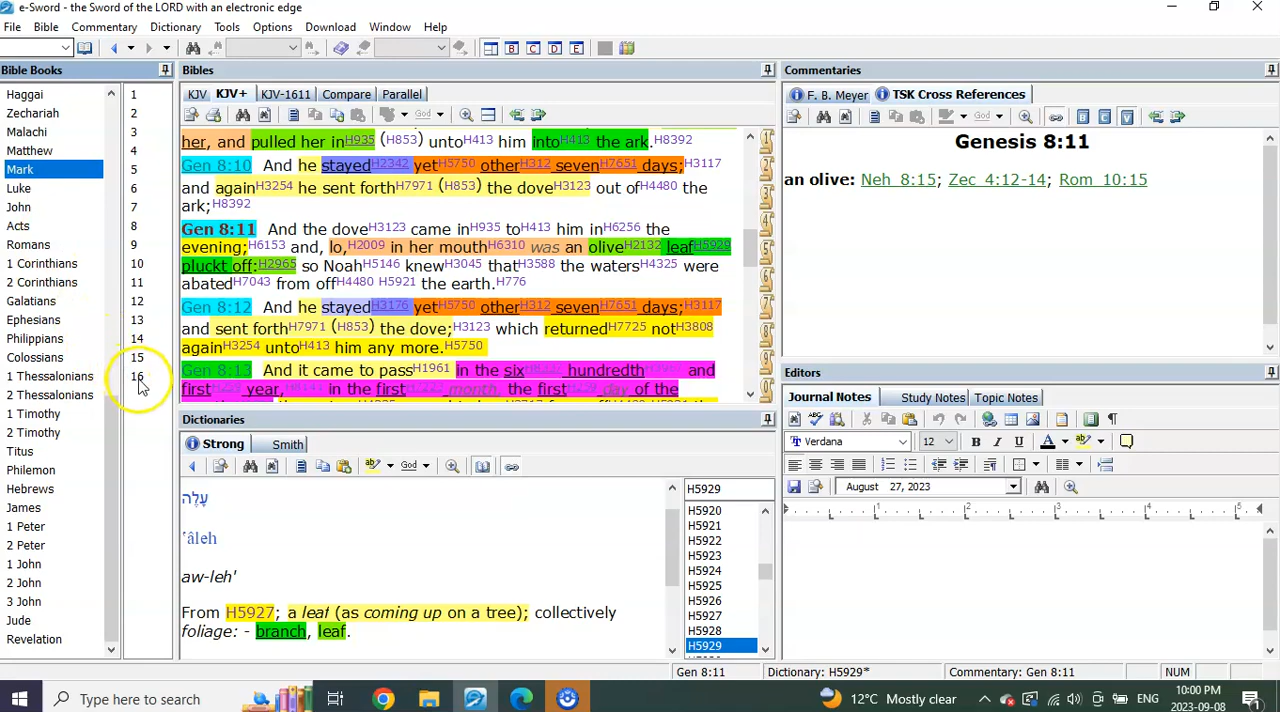 e-Sword - the Sword of the LORD with an electronic edge
File Bible Commentary Dictionary Tools Options Download Window Help
B C D E
Bible Books
Haggai
Zechariah
Malachi
Matthew
Mark
Luke
John
Acts
Romans
1 Corinthians
2 Corinthians
Galatians
Ephesians
Philippians
Colossians
1 Thessalonians
2 Thessalonians
1 Timothy
2 Timothy
Titus
Philemon
Hebrews
James
1 Peter
2 Peter
1 John
2 John
3 John
Jude
Revelation
1
2
3
4
5
6
7
8
9
10
11
12
13
14
15
16
Bibles
KJV KJV+ KJV-1611 Compare Parallel
God
her, and pulled her inH935 (H853) untoH413 him intoH413 the ark.H8392
Gen 8:10 And he stayedH2342 yetH5750 otherH312 sevenH7651 days;H3117
and againH3254 he sent forthH7971 (H853) the doveH3123 out ofH4480 the
ark;H8392
Gen 8:11 And the doveH3123 came inH935 toH413 him inH6256 the
evening;H6153 and, lo,H2009 in her mouthH6310 was an oliveH2132 leafH5929
pluckt off:H2965 so NoahH5146 knewH3045 thatH3588 the watersH4325 were
abatedH7043 from offH4480 H5921 the earth.H776
Gen 8:12 And he stayedH3176 yetH5750 otherH312 sevenH7651 days;H3117
and sent forthH7971 (H853) the dove;H3123 which returnedH7725 notH3808
againH3254 untoH413 him any more.H5750
Gen 8:13 And it came to passH1961 in the six hundredth and
first year, in the first month, the first day of the
Dictionaries
Strong Smith
God
עָלֶה
‛âleh
aw-leh'
From H5927; a leaf (as coming up on a tree); collectively
foliage: - branch, leaf.
H5929
H5920
H5921
H5922
H5923
H5924
H5925
H5926
H5927
H5928
H5929
Commentaries
F. B. Meyer TSK Cross References
B C V
Genesis 8:11
an olive: Neh_8:15; Zec_4:12-14; Rom_10:15
Editors
Journal Notes Study Notes Topic Notes
Verdana 12 B I U A
August 27, 2023
1 2 3 4 5
Gen 8:11 Dictionary: H5929* Commentary: Gen 8:11 NUM
Type here to search
12°C Mostly clear
ENG
10:00 PM
2023-09-08
1